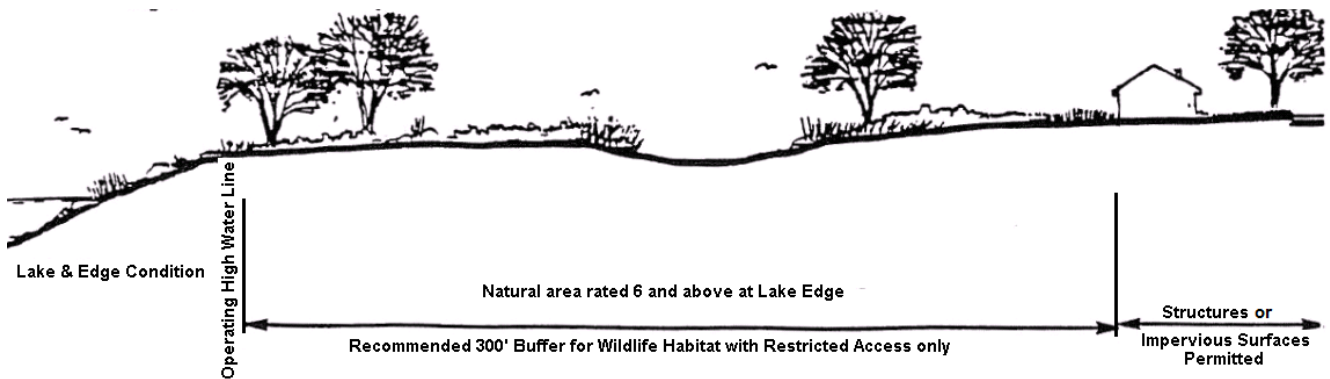 Lake & Edge Condition
Operating High Water Line
Natural area rated 6 and above at Lake Edge
Recommended 300' Buffer for Wildlife Habitat with Restricted Access only
Structures or
Impervious Surfaces
Permitted